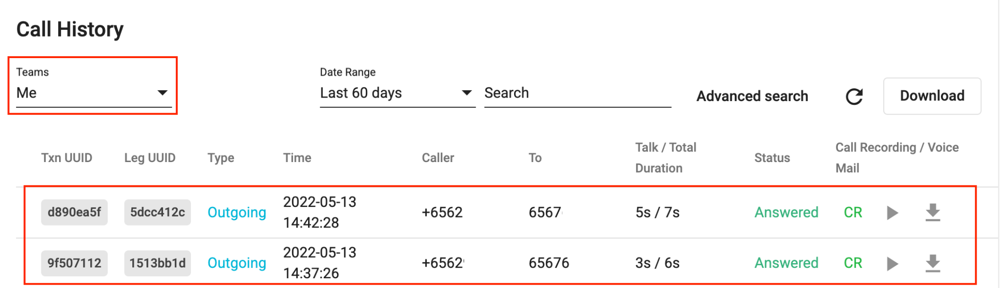 Call History
Teams
Me
Date Range
Last 60 days
Search
Advanced search
Download
Txn UUID Leg UUID Type Time Caller To Talk / Total Duration Status Call Recording / Voice Mail
d890ea5f 5dcc412c Outgoing 2022-05-13 14:42:28 +6562 6567 5s / 7s Answered CR
9f507112 1513bb1d Outgoing 2022-05-13 14:37:26 +6562 65676 3s / 6s Answered CR